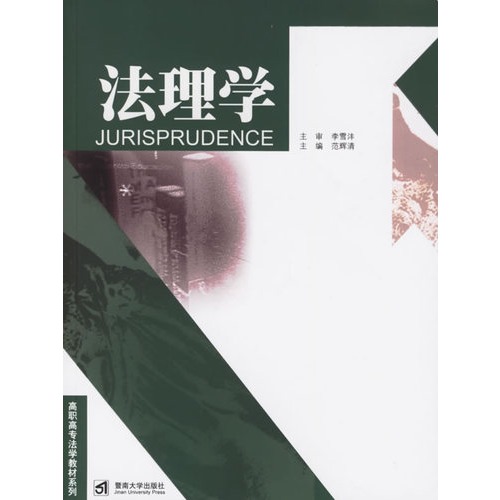 法理学
JURISPRUDENCE
主 审 李雪沣
主 编 范辉清
高职高专法学教材系列
暨南大学出版社
Jinan University Press